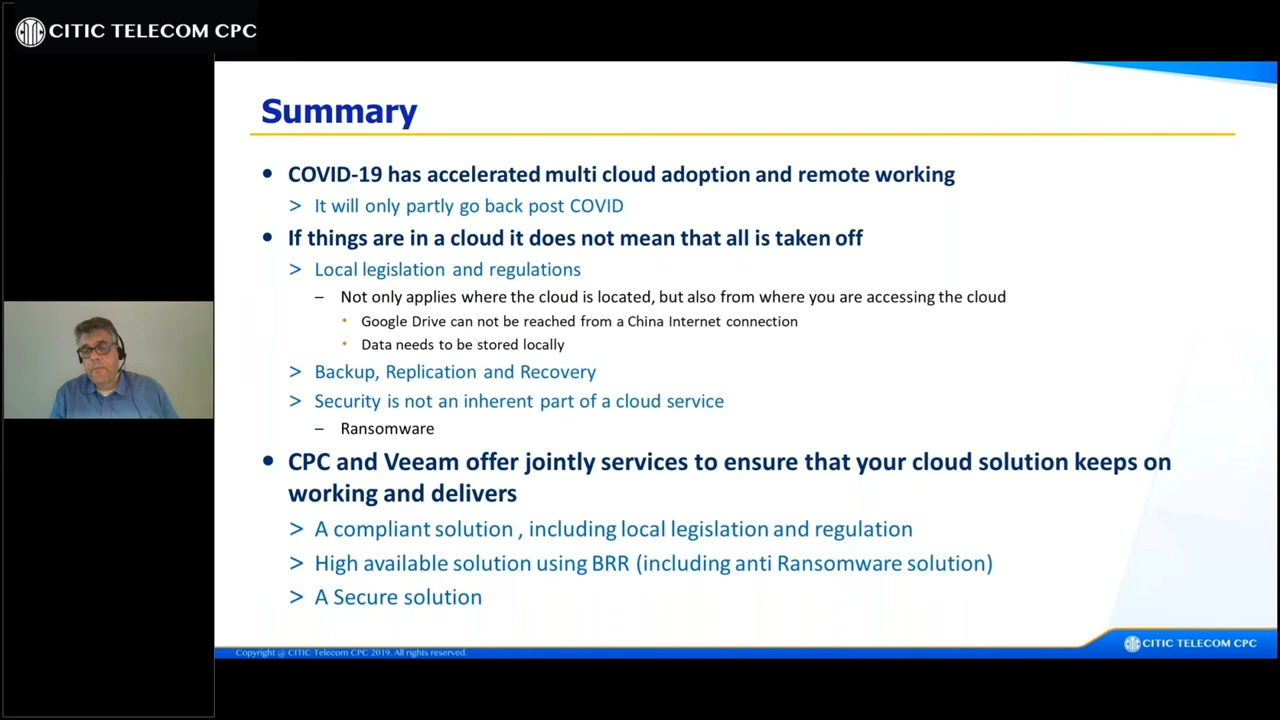 CITIC TELECOM CPC
Summary
• COVID-19 has accelerated multi cloud adoption and remote working
> It will only partly go back post COVID
• If things are in a cloud it does not mean that all is taken off
> Local legislation and regulations
– Not only applies where the cloud is located, but also from where you are accessing the cloud
• Google Drive can not be reached from a China Internet connection
• Data needs to be stored locally
> Backup, Replication and Recovery
> Security is not an inherent part of a cloud service
– Ransomware
• CPC and Veeam offer jointly services to ensure that your cloud solution keeps on
working and delivers
> A compliant solution , including local legislation and regulation
> High available solution using BRR (including anti Ransomware solution)
> A Secure solution
Copyright @ CITIC Telecom CPC 2019. All rights reserved.
CITIC TELECOM CPC